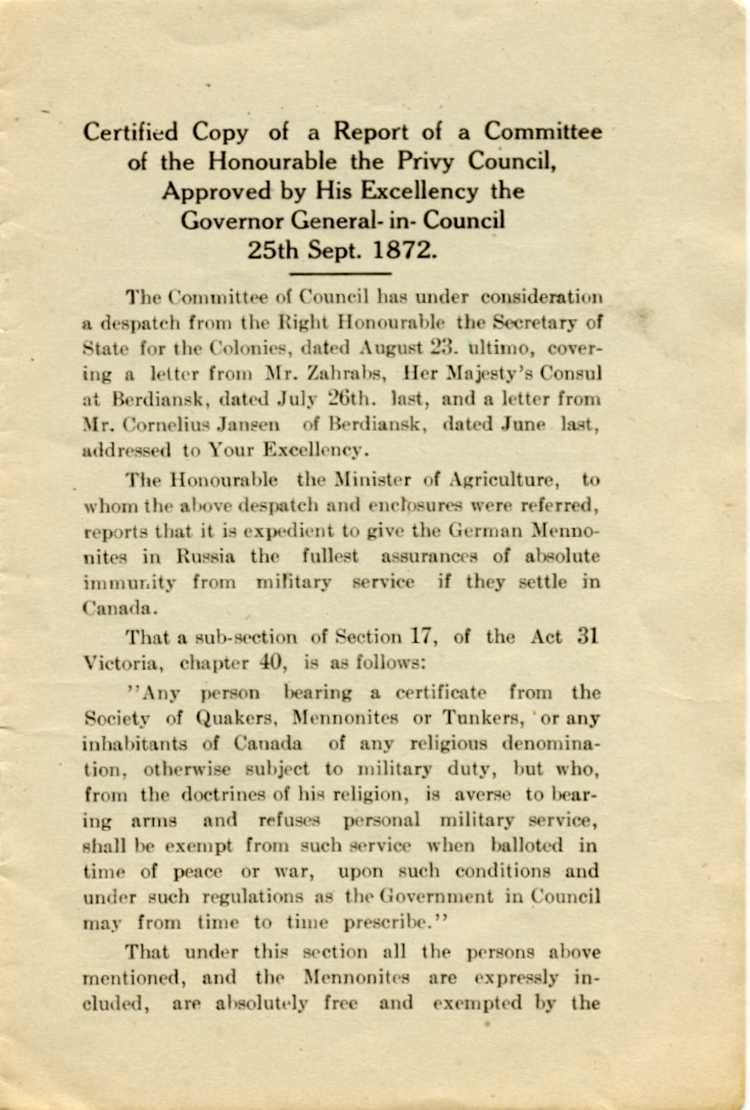 Certified Copy of a Report of a Committee
of the Honourable the Privy Council,
Approved by His Excellency the
Governor General- in- Council
25th Sept. 1872.
The Committee of Council has under consideration
a despatch from the Right Honourable the Secretary of
State for the Colonies, dated August 23. ultimo, cover-
ing a letter from Mr. Zahrabs, Her Majesty's Consul
at Berdiansk, dated July 26th. last, and a letter from
Mr. Cornelius Jansen of Berdiansk, dated June last,
addressed to Your Excellency.
The Honourable the Minister of Agriculture, to
whom the above despatch and enclosures were referred,
reports that it is expedient to give the German Menno-
nites in Russia the fullest assurances of absolute
immunity from military service if they settle in
Canada.
That a sub-section of Section 17, of the Act 31
Victoria, chapter 40, is as follows:
"Any person bearing a certificate from the
Society of Quakers, Mennonites or Tunkers, or any
inhabitants of Canada of any religious denomina-
tion, otherwise subject to military duty, but who,
from the doctrines of his religion, is averse to bear-
ing arms and refuses personal military service,
shall be exempt from such service when balloted in
time of peace or war, upon such conditions and
under such regulations as the Government in Council
may from time to time prescribe."
That under this section all the persons above
mentioned, and the Mennonites are expressly in-
cluded, are absolutely free and exempted by the